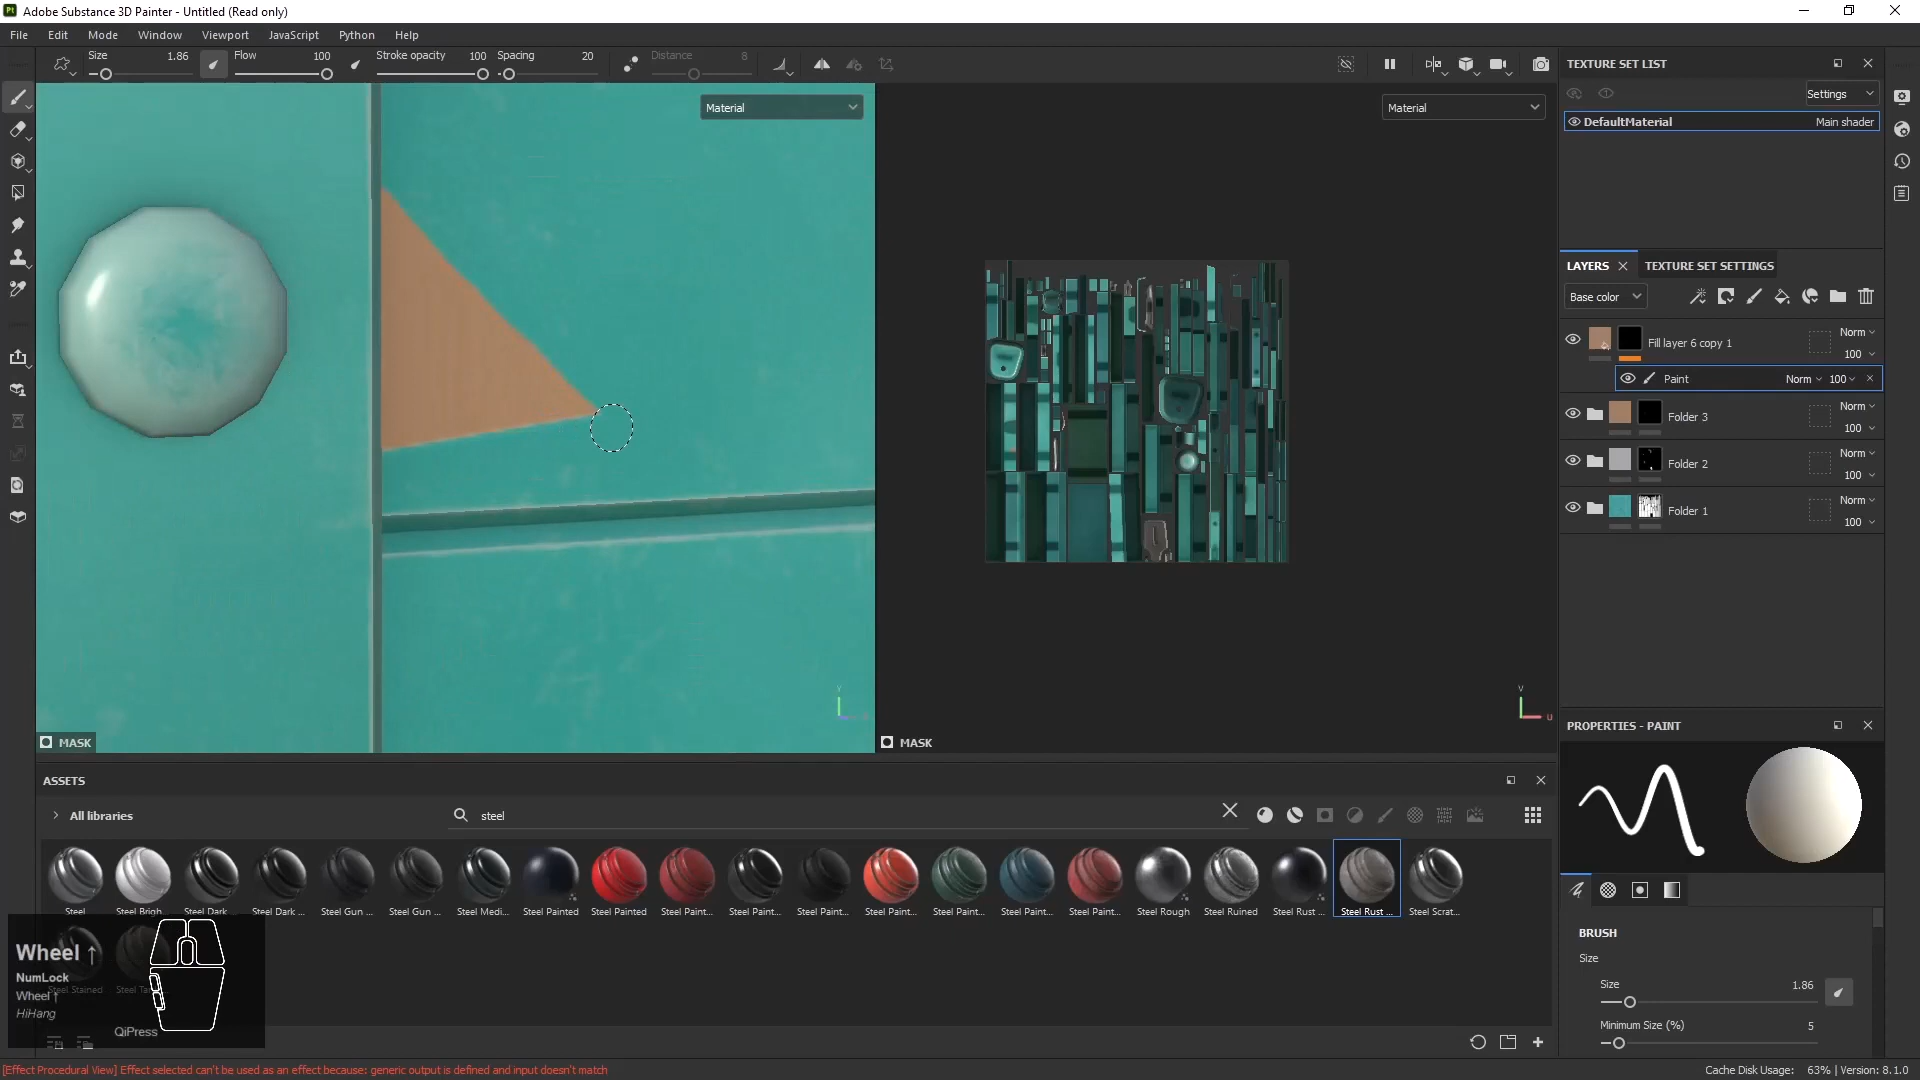 Adobe Substance 3D Painter - Untitled (Read only)
File Edit Mode Window Viewport JavaScript Python Help
Size 1.86 Flow 100 Stroke opacity 100 Spacing 20 Distance 8
Material
Material
MASK
MASK
TEXTURE SET LIST
Settings
DefaultMaterial Main shader
LAYERS TEXTURE SET SETTINGS
Base color
Fill layer 6 copy 1 Norm 100
Paint Norm 100
Folder 3 Norm 100
Folder 2 Norm 100
Folder 1 Norm 100
PROPERTIES - PAINT
BRUSH
Size
Size 1.86
Minimum Size (%) 5
ASSETS
All libraries steel
Steel Steel Brigh... Steel Dark ... Steel Dark ... Steel Gun ... Steel Gun ... Steel Medi... Steel Painted Steel Painted Steel Paint... Steel Paint... Steel Paint... Steel Paint... Steel Paint... Steel Paint... Steel Paint... Steel Rough Steel Ruined Steel Rust ... Steel Rust ... Steel Scrat...
Steel Stained
Wheel ↑
NumLock
Wheel ↑
HiHang
QiPress
[Effect Procedural View] Effect selected can't be used as an effect because: generic output is defined and input doesn't match
Cache Disk Usage: 63% | Version: 8.1.0